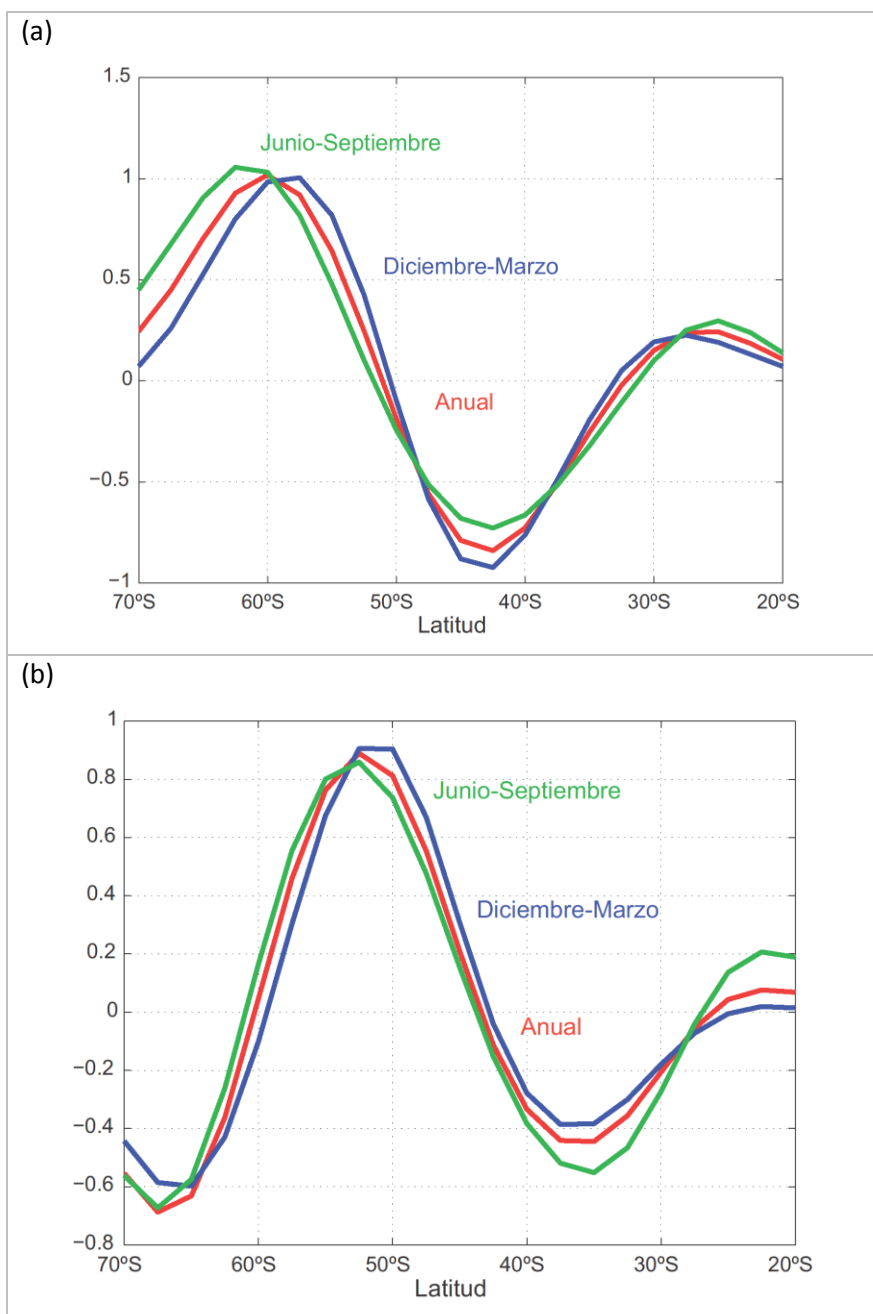 (a)
1.5
Junio-Septiembre
1
Diciembre-Marzo
0.5
0
Anual
−0.5
−1
70ºS 60ºS 50ºS 40ºS 30ºS 20ºS
Latitud
(b)
1
0.8
Junio-Septiembre
0.6
0.4
Diciembre-Marzo
0.2
0
Anual
−0.2
−0.4
−0.6
−0.8
70ºS 60ºS 50ºS 40ºS 30ºS 20ºS
Latitud